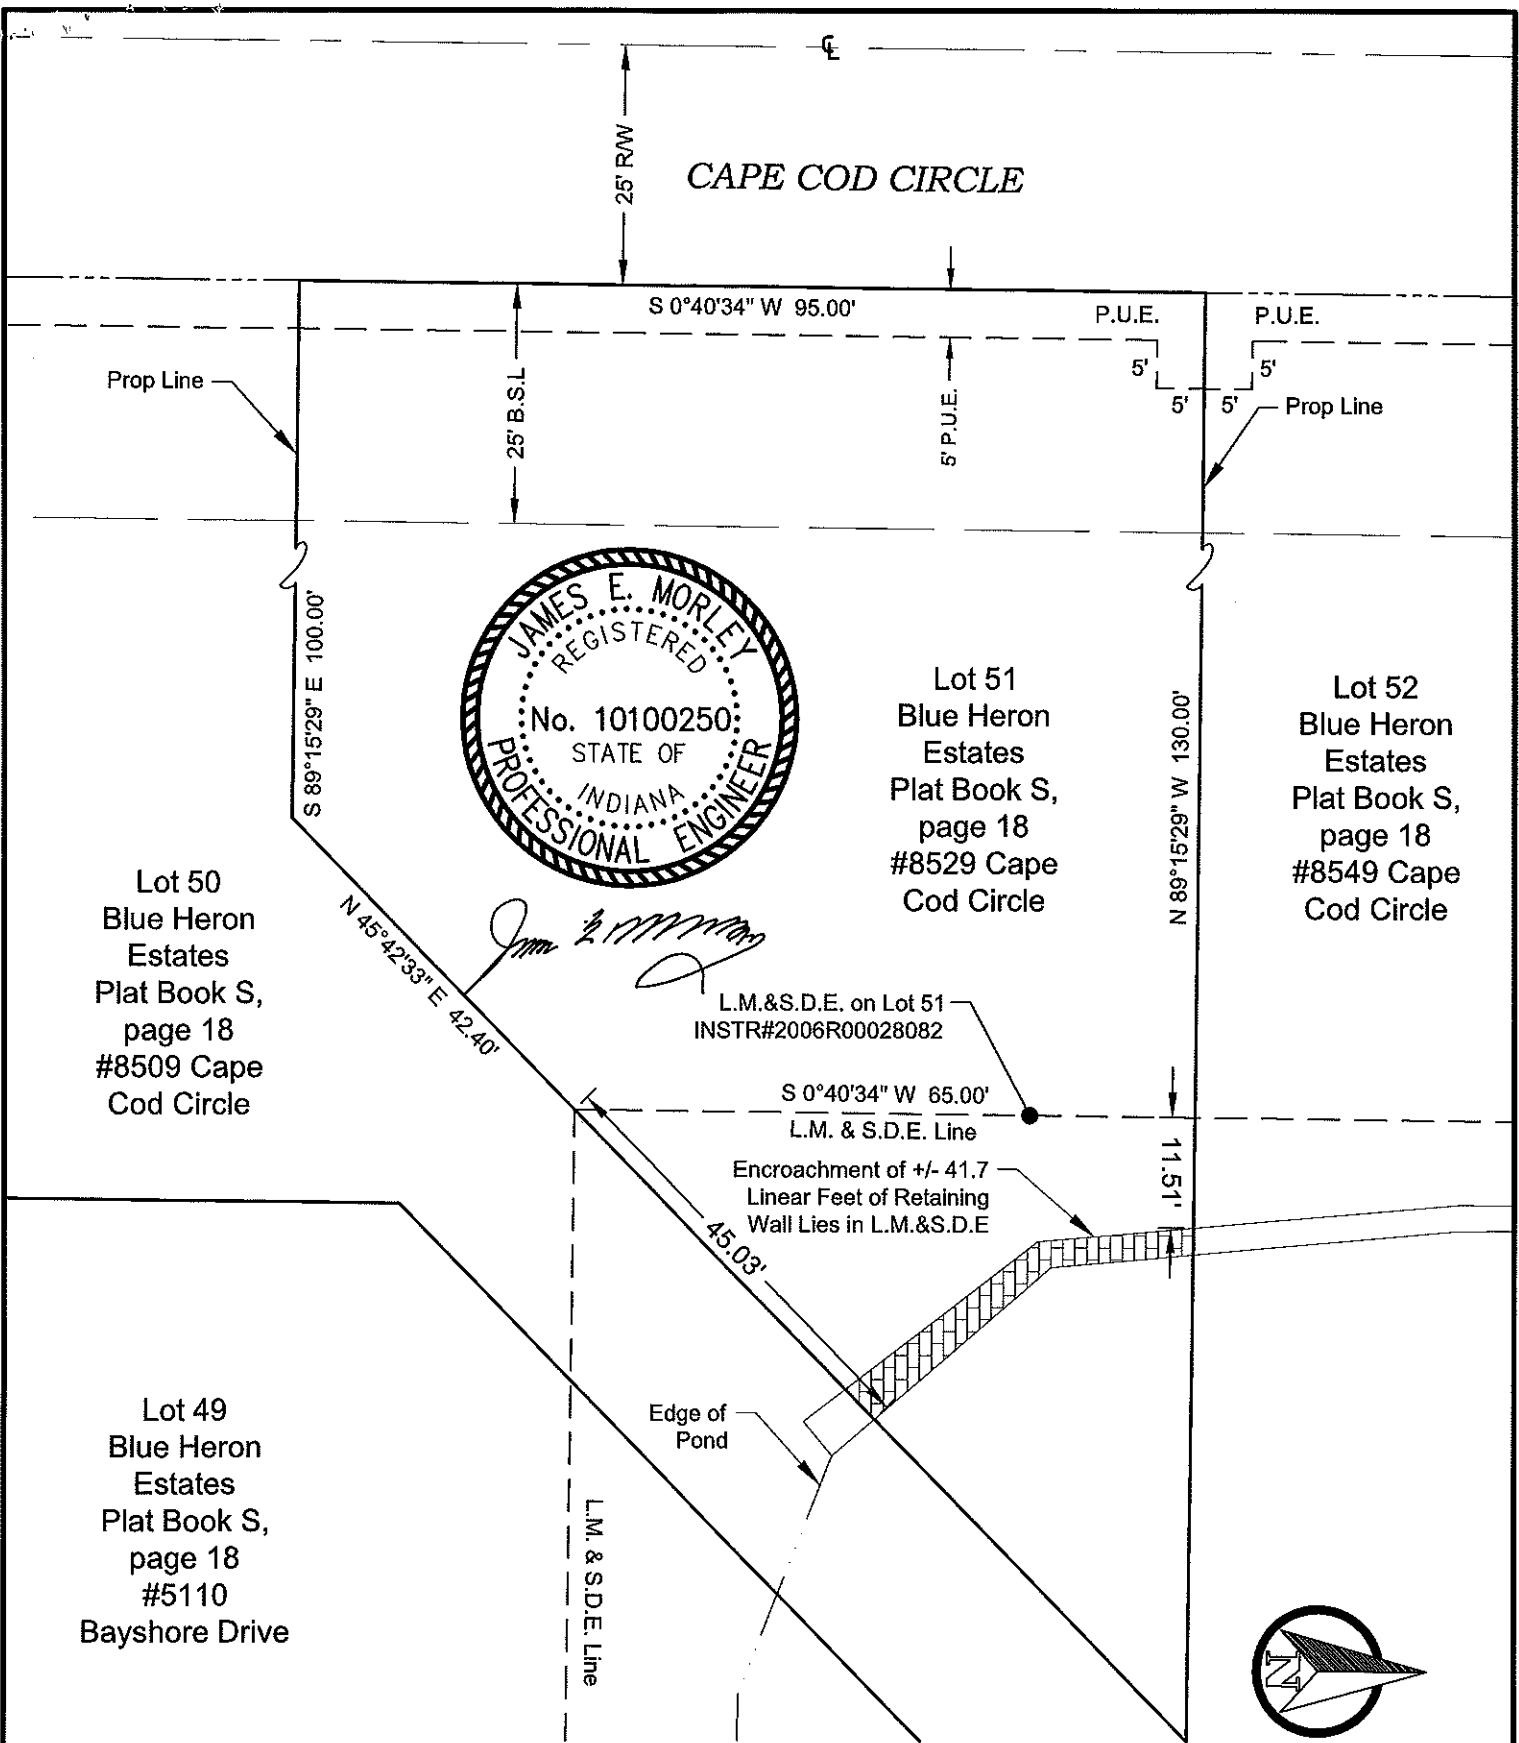 ℄
25' R/W
CAPE COD CIRCLE
S 0°40'34" W 95.00'
P.U.E.
P.U.E.
5'
5'
5'
5'
Prop Line
Prop Line
25' B.S.L
5' P.U.E.
S 89°15'29" E 100.00'
JAMES E. MORLEY
REGISTERED
No. 10100250
STATE OF
INDIANA
PROFESSIONAL ENGINEER
Lot 51
Blue Heron
Estates
Plat Book S,
page 18
#8529 Cape
Cod Circle
N 89°15'29" W 130.00'
Lot 52
Blue Heron
Estates
Plat Book S,
page 18
#8549 Cape
Cod Circle
Lot 50
Blue Heron
Estates
Plat Book S,
page 18
#8509 Cape
Cod Circle
N 45°42'33" E 42.40'
L.M.&S.D.E. on Lot 51
INSTR#2006R00028082
S 0°40'34" W 65.00'
L.M. & S.D.E. Line
11.51'
Encroachment of +/- 41.7
Linear Feet of Retaining
Wall Lies in L.M.&S.D.E
45.03'
Edge of
Pond
Lot 49
Blue Heron
Estates
Plat Book S,
page 18
#5110
Bayshore Drive
L.M. & S.D.E. Line
N